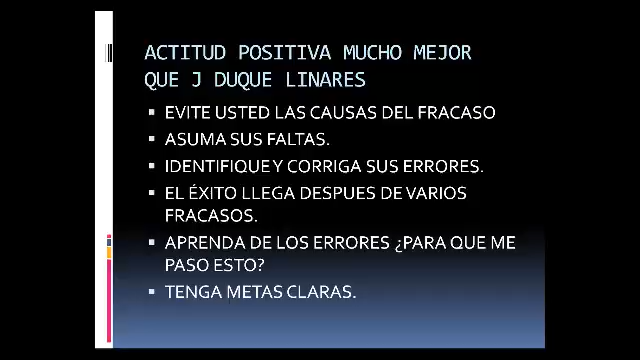 ACTITUD POSITIVA MUCHO MEJOR
QUE J DUQUE LINARES
▪ EVITE USTED LAS CAUSAS DEL FRACASO
▪ ASUMA SUS FALTAS.
▪ IDENTIFIQUE Y CORRIGA SUS ERRORES.
▪ EL ÉXITO LLEGA DESPUES DE VARIOS
FRACASOS.
▪ APRENDA DE LOS ERRORES ¿PARA QUE ME
PASO ESTO?
▪ TENGA METAS CLARAS.